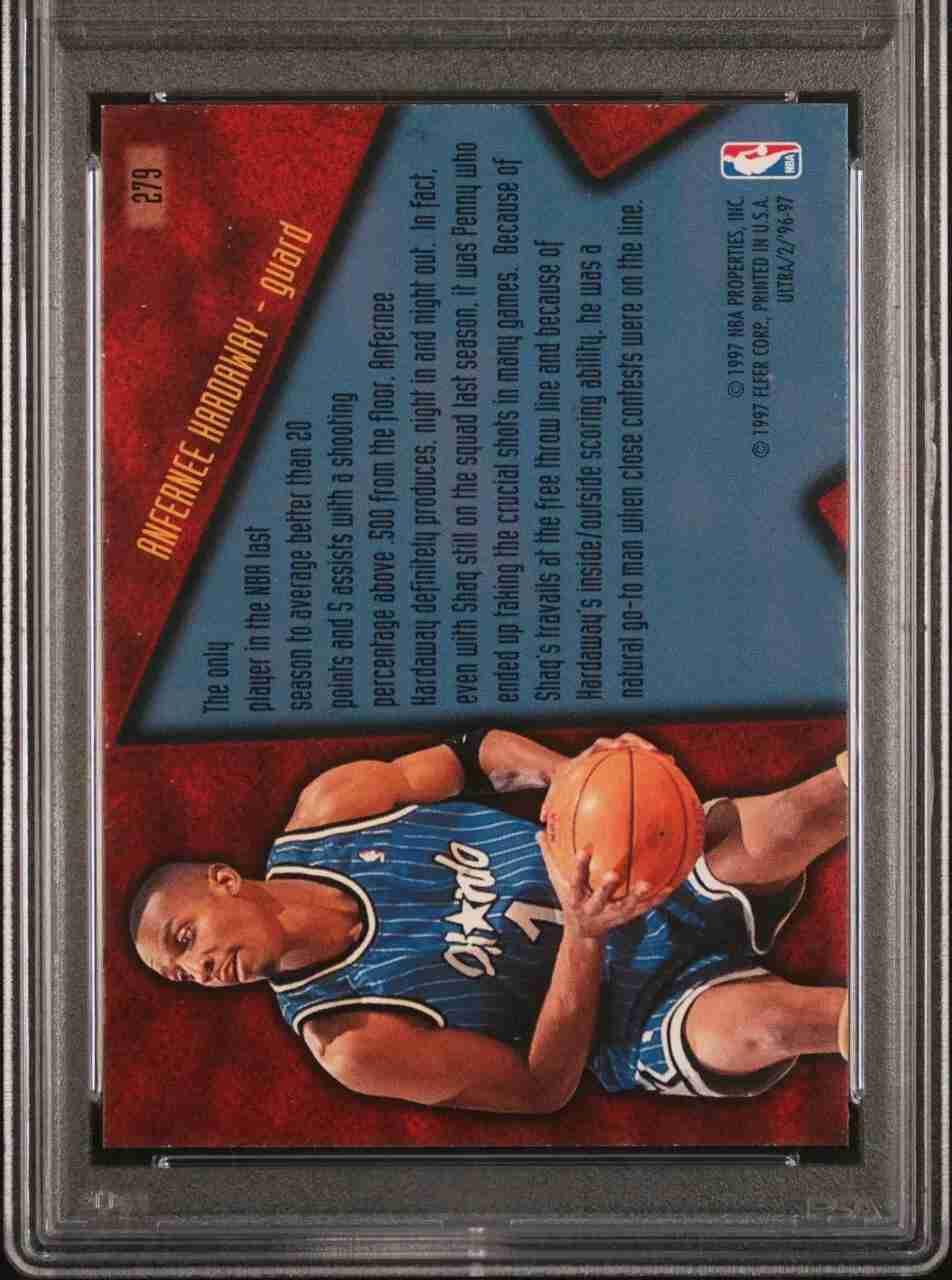 279
ANFERNEE HARDAWAY - guard
The only
player in the NBA last
season to average better than 20
points and 5 assists with a shooting
percentage above .500 from the floor, Anfernee
Hardaway definitely produces, night in and night out. In fact,
even with Shaq still on the squad last season, it was Penny who
ended up taking the crucial shots in many games. Because of
Shaq's travails at the free throw line and because of
Hardaway's inside/outside scoring ability, he was a
natural go-to man when close contests were on the line.
NBA
© 1997 NBA PROPERTIES, INC.
© 1997 FLEER CORP., PRINTED IN U.S.A.
ULTRA/2/'96-97
Orlando
1
PSA